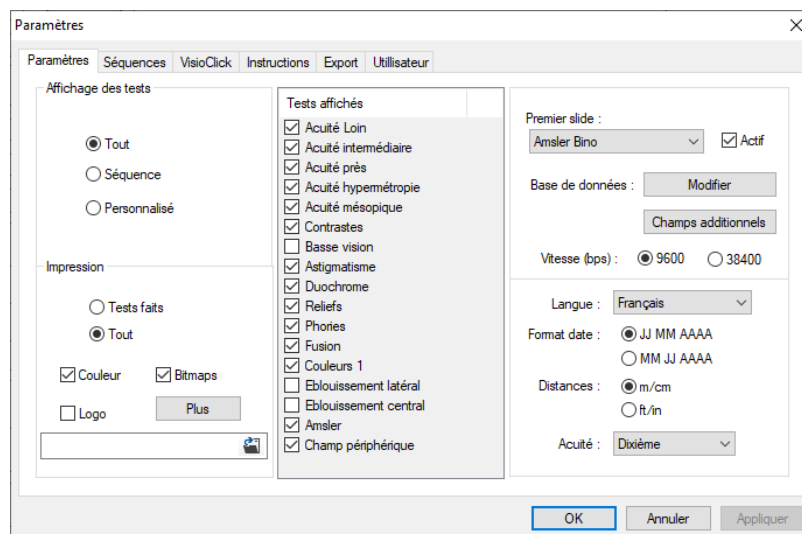 Paramètres
Paramètres Séquences VisioClick Instructions Export Utilisateur
Affichage des tests
Tout
Séquence
Personnalisé
Impression
Tests faits
Tout
Couleur Bitmaps
Logo Plus
Tests affichés
Acuité Loin
Acuité intermédiaire
Acuité près
Acuité hypermétropie
Acuité mésopique
Contrastes
Basse vision
Astigmatisme
Duochrome
Reliefs
Phories
Fusion
Couleurs 1
Eblouissement latéral
Eblouissement central
Amsler
Champ périphérique
Premier slide :
Amsler Bino Actif
Base de données : Modifier
Champs additionnels
Vitesse (bps) : 9600 38400
Langue : Français
Format date : JJ MM AAAA
MM JJ AAAA
Distances : m/cm
ft/in
Acuité : Dixième
OK Annuler Appliquer